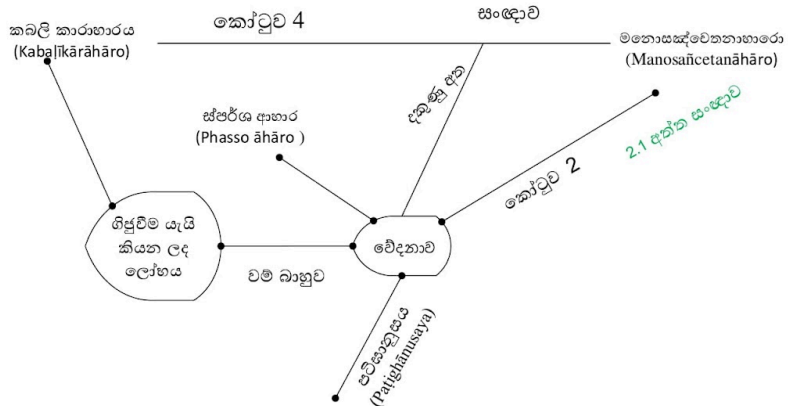 කෝටුව 4
සංඥාව
කබලි කාරාහාරය
(Kabaḷīkārāhāro)
මනොසඤ්චෙතනාහාරො
(Manosañcetanāhāro)
ස්පර්ශ ආහාර
(Phasso āhāro )
දකුණු අත
2.1 අත්ත සංඥාව
කෝටුව 2
ගිජුවීම යැයි
කියන ලද
ලෝභය
වේදනාව
වම් බාහුව
පටිඝානුසය
(Paṭighānusaya)